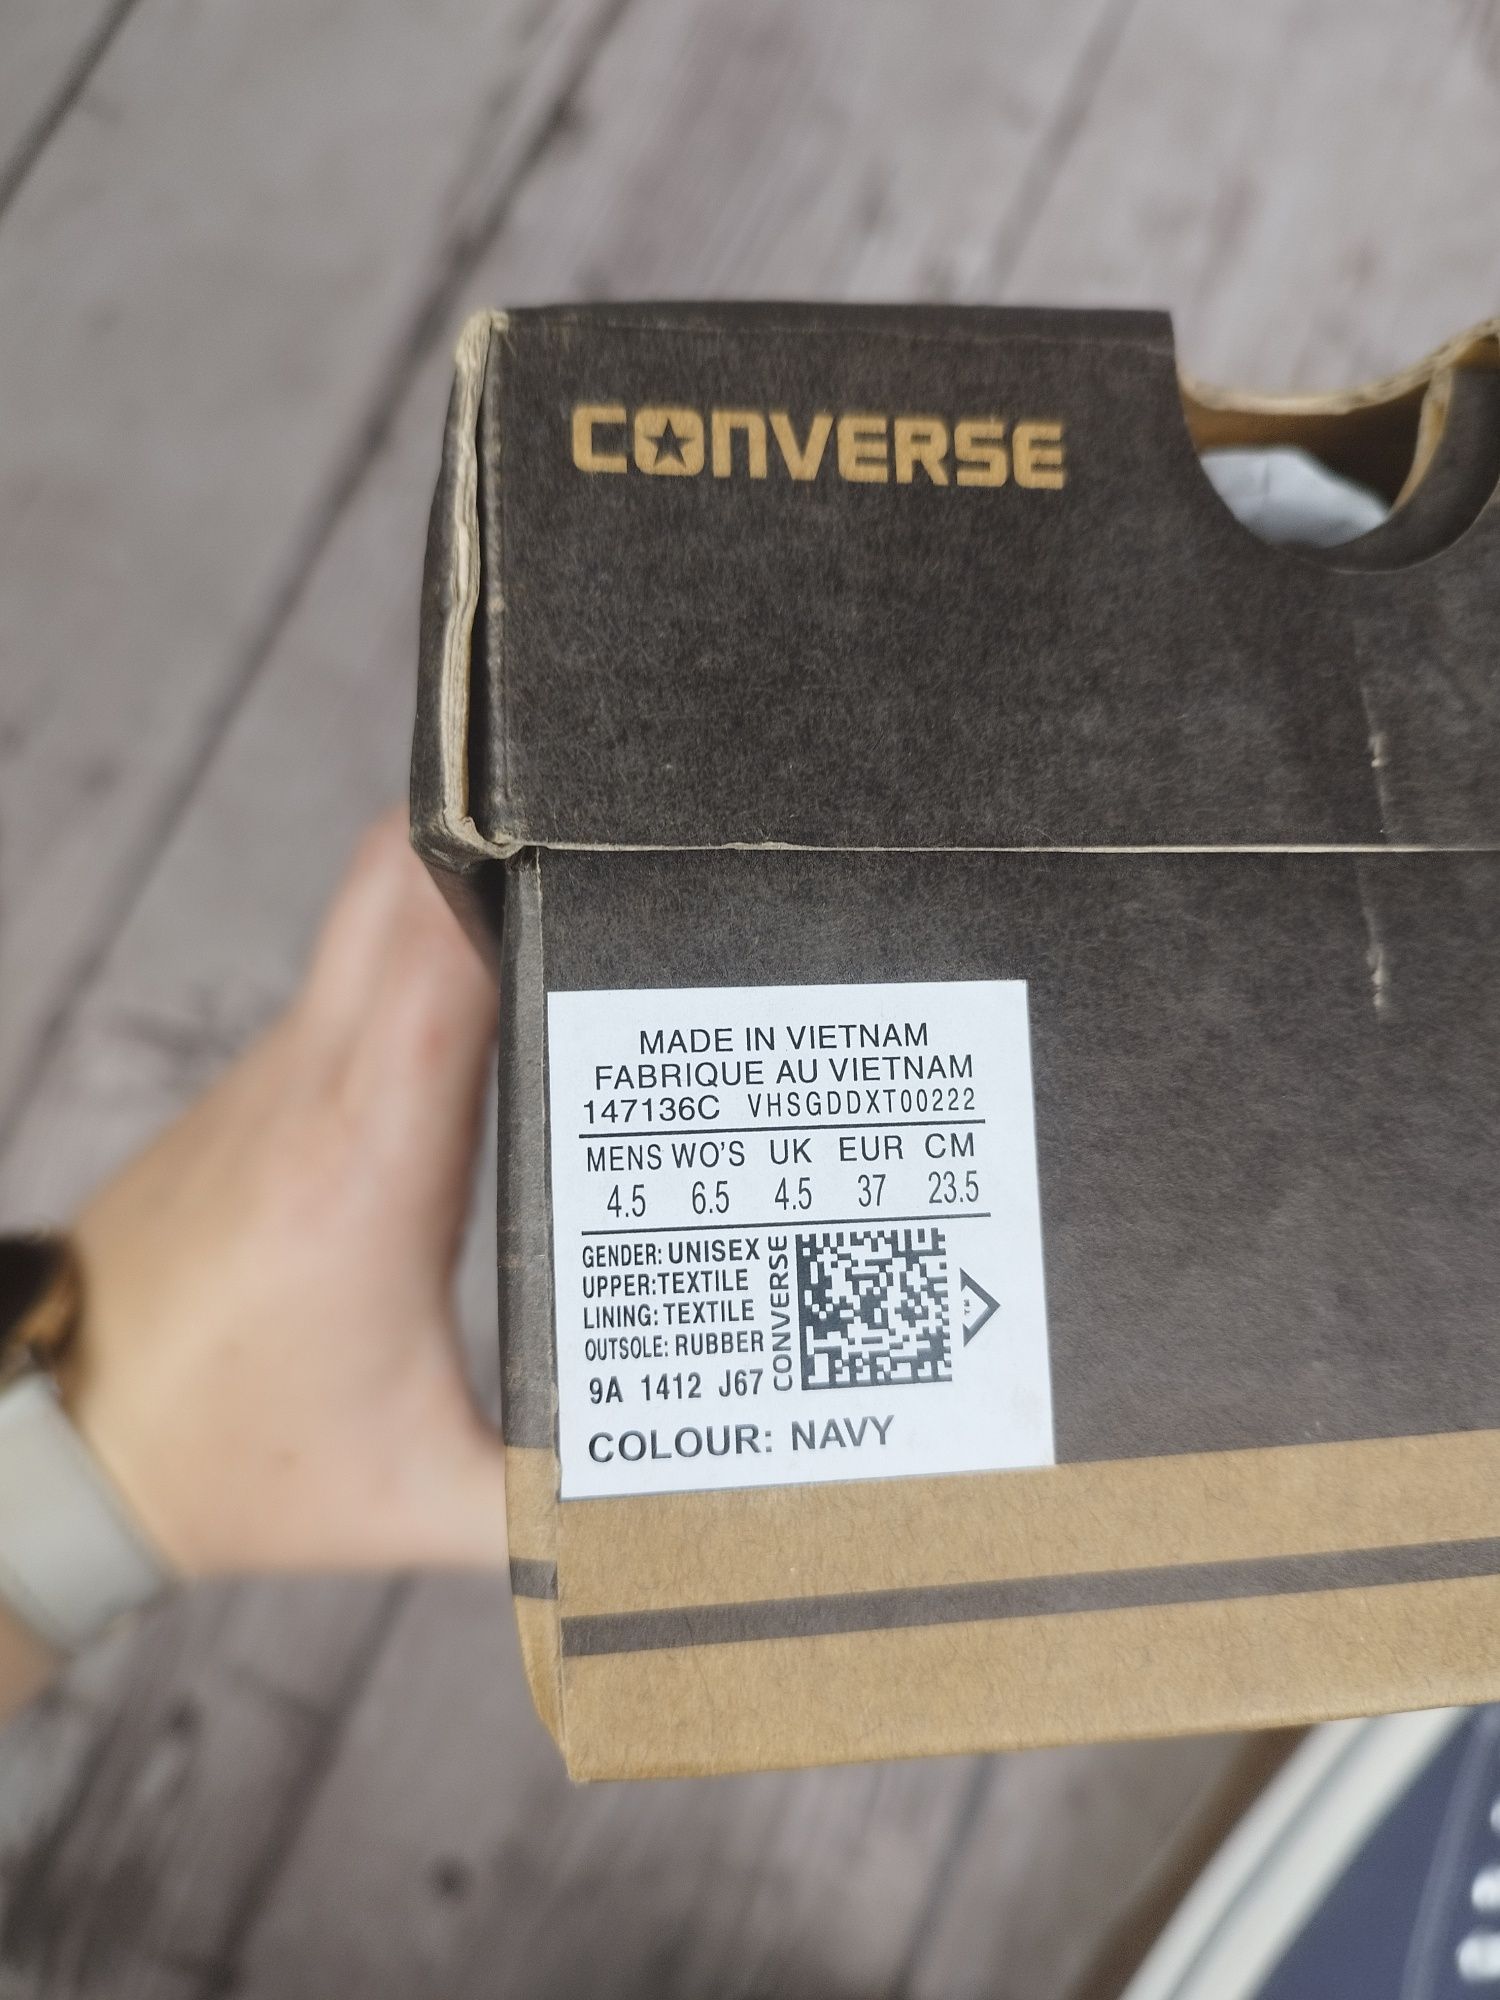 CONVERSE
MADE IN VIETNAM
FABRIQUE AU VIETNAM
147136C VHSGDDXT00222
MENS WO'S UK EUR CM
4.5 6.5 4.5 37 23.5
GENDER: UNISEX
UPPER:TEXTILE
LINING: TEXTILE
OUTSOLE: RUBBER
9A 1412 J67
CONVERSE
TM
COLOUR: NAVY